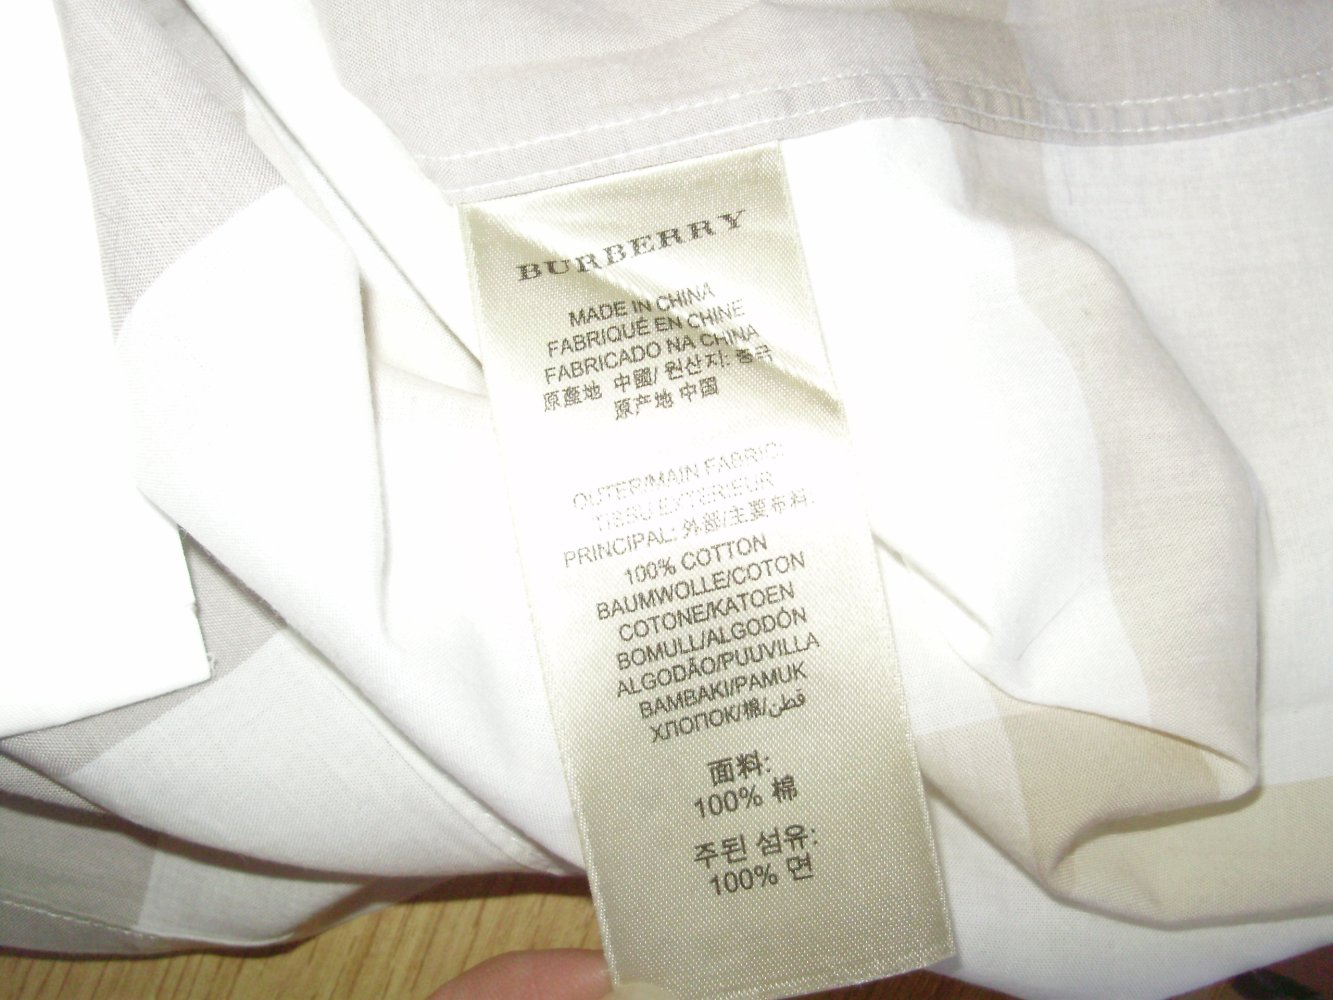 BURBERRY
MADE IN CHINA
FABRIQUÉ EN CHINE
FABRICADO NA CHINA
原產地 中國/ 원산지: 중국
原产地 中国
OUTER/MAIN FABRIC:
TISSU EXTERIEUR
PRINCIPAL: 外部/主要布料:
100% COTTON
BAUMWOLLE/COTON
COTONE/KATOEN
BOMULL/ALGODÓN
ALGODÃO/PUUVILLA
BAMBAKI/PAMUK
ХЛОПОК/棉/قطن
面料:
100% 棉
주된 섬유:
100% 면